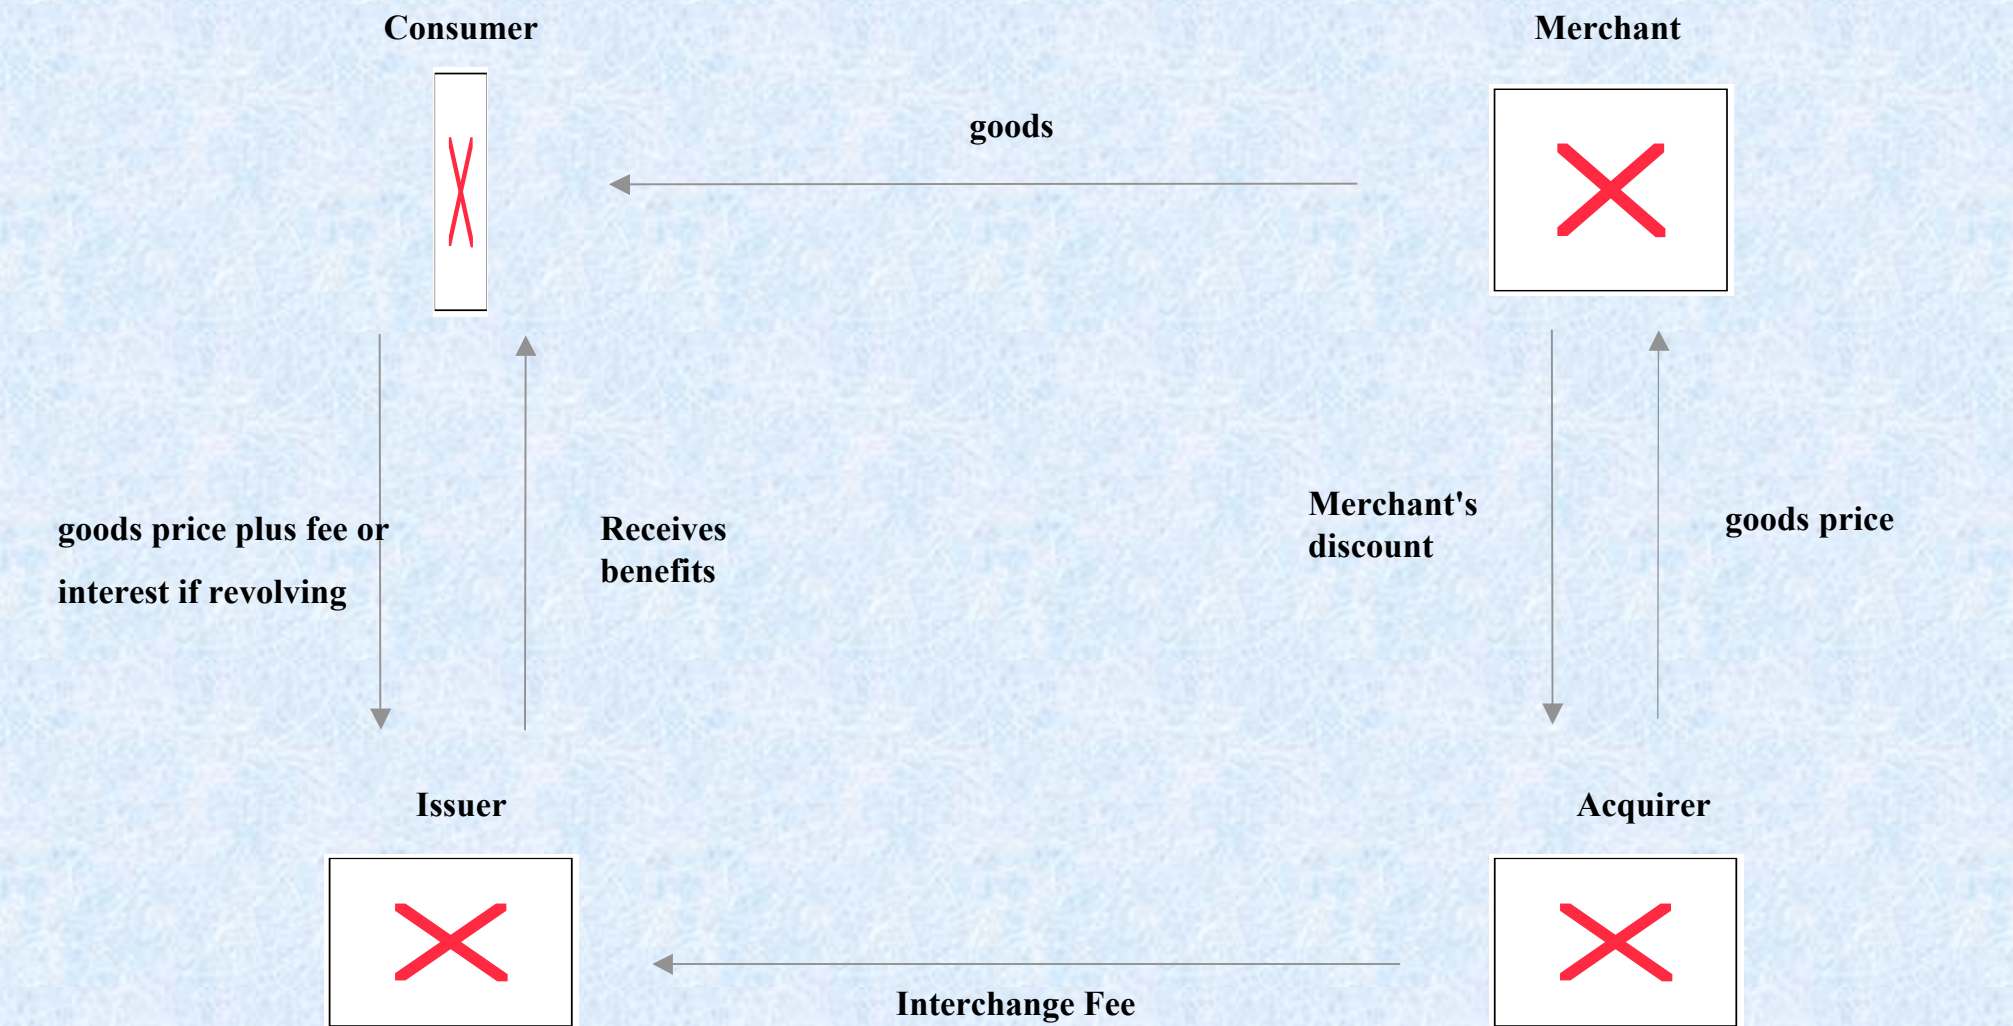 Consumer
Merchant
goods
goods price plus fee or
interest if revolving
Receives
benefits
Merchant's
discount
goods price
Issuer
Acquirer
Interchange Fee